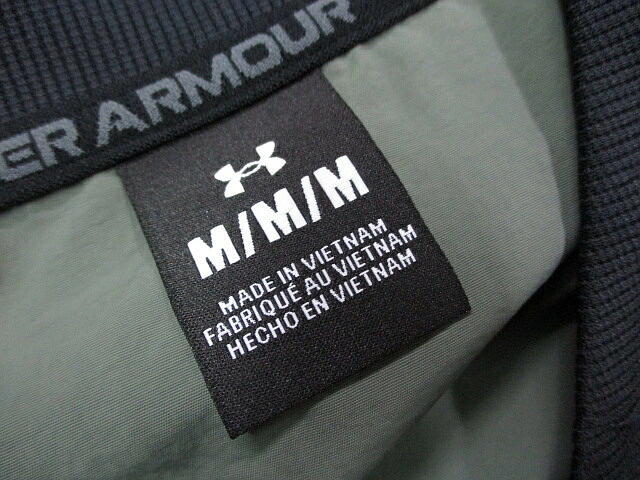 ER ARMOUR
M/M/M
MADE IN VIETNAM
FABRIQUÉ AU VIETNAM
HECHO EN VIETNAM